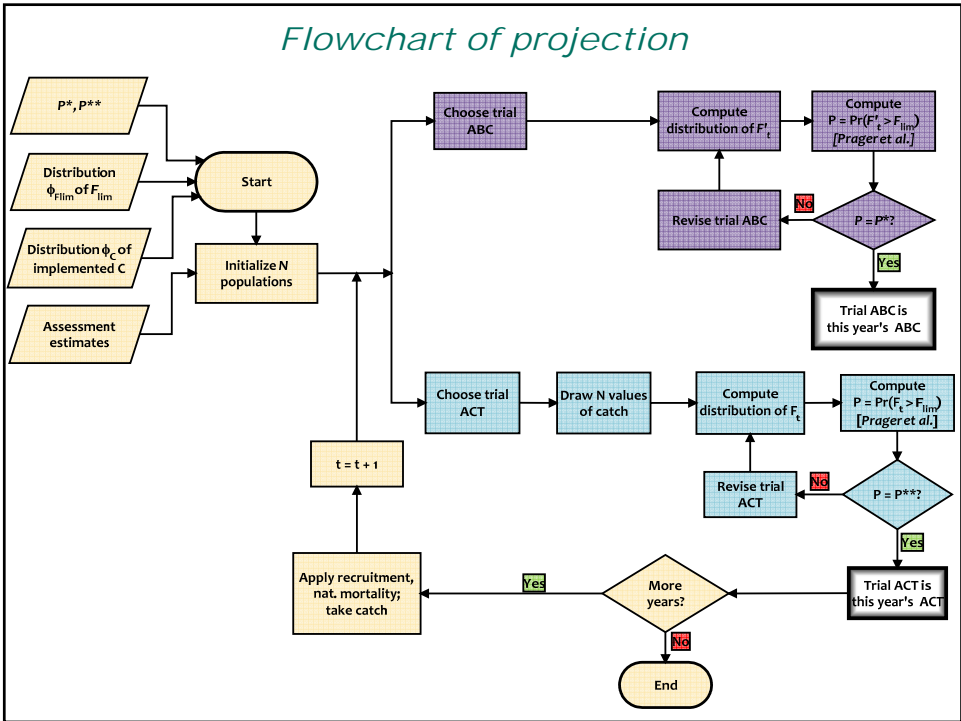 Flowchart of projection
P*, P**
Distribution
ϕFlim of Flim
Distribution ϕC of
implemented C
Assessment
estimates
Start
Initialize N
populations
Choose trial
ABC
Compute
distribution of F't
Compute
P = Pr(F't > Flim)
[Prager et al.]
Revise trial ABC
No
P = P*?
Yes
Trial ABC is
this year's ABC
Choose trial
ACT
Draw N values
of catch
Compute
distribution of Ft
Compute
P = Pr(Ft > Flim)
[Prager et al.]
Revise trial
ACT
No
P = P**?
Yes
Trial ACT is
this year's ACT
t = t + 1
Apply recruitment,
nat. mortality;
take catch
Yes
More
years?
No
End